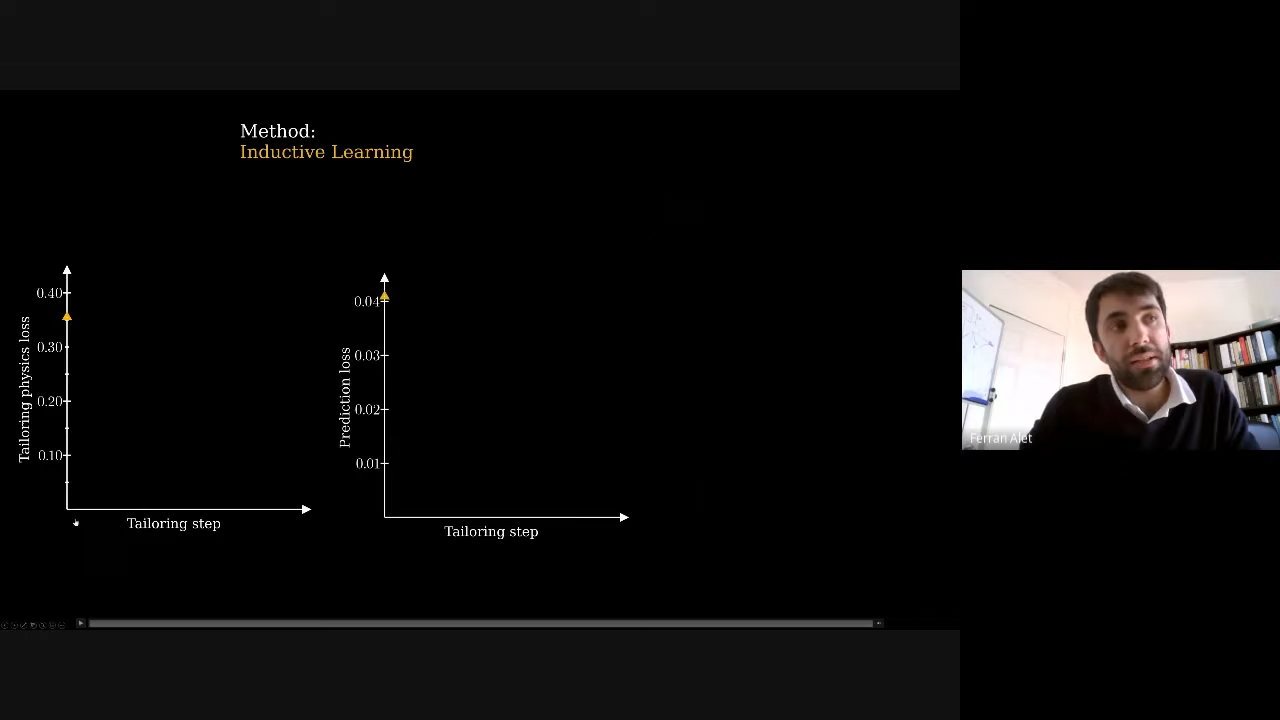 Method:
Inductive Learning
Tailoring physics loss
0.40
0.30
0.20
0.10
Tailoring step
Prediction loss
0.04
0.03
0.02
0.01
Tailoring step
Ferran Alet